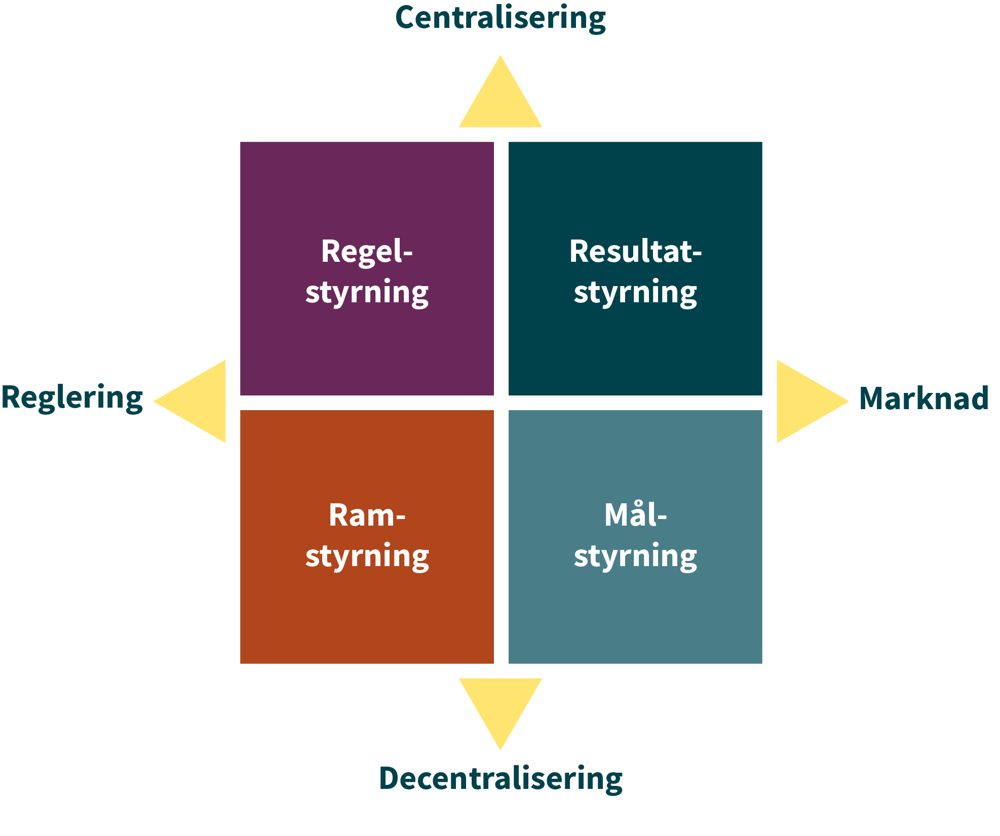 Centralisering
Regel-
styrning
Resultat-
styrning
Reglering
Marknad
Ram-
styrning
Mål-
styrning
Decentralisering